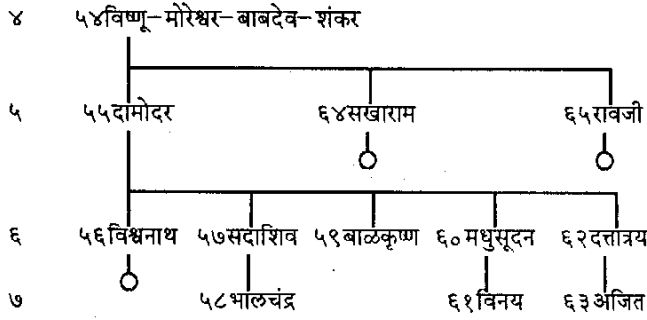 ४ ५४विष्णू–मोरेश्वर–बाबदेव–शंकर
५ ५५दामोदर ६४सखाराम ६५रावजी
६ ५६विश्वनाथ ५७सदाशिव ५९बाळकृष्ण ६०मधुसूदन ६२दत्तात्रय
७ ५८भालचंद्र ६१विनय ६३अजित